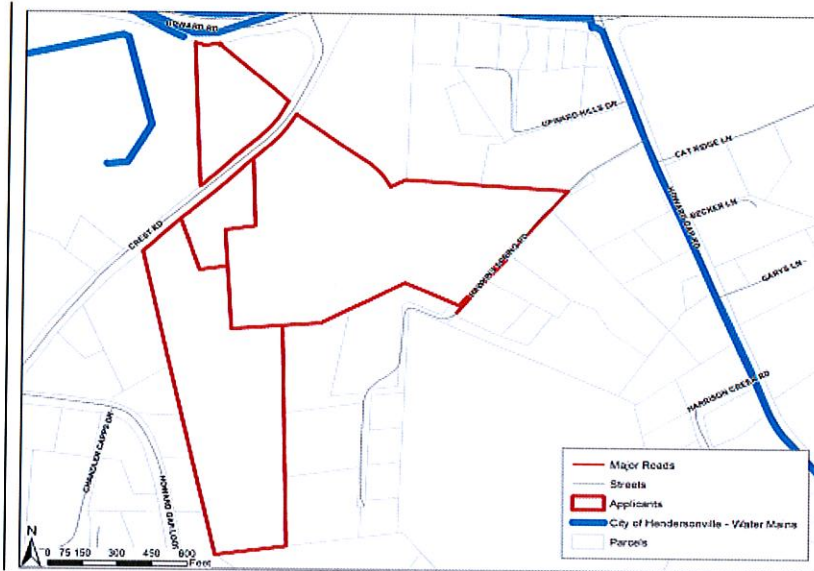 HOWARD RD
UPWARD HILLS DR
CAT RIDGE LN
BECKER LN
HOWARD GAP RD
GARYS LN
CREST RD
HARRISON CREEK RD
CHANDLER CAPPS DR
HOWARD GAP LOOP
Major Roads
Streets
Applicants
City of Hendersonville - Water Mains
Parcels
N
0 75 150 300 450 600
Feet